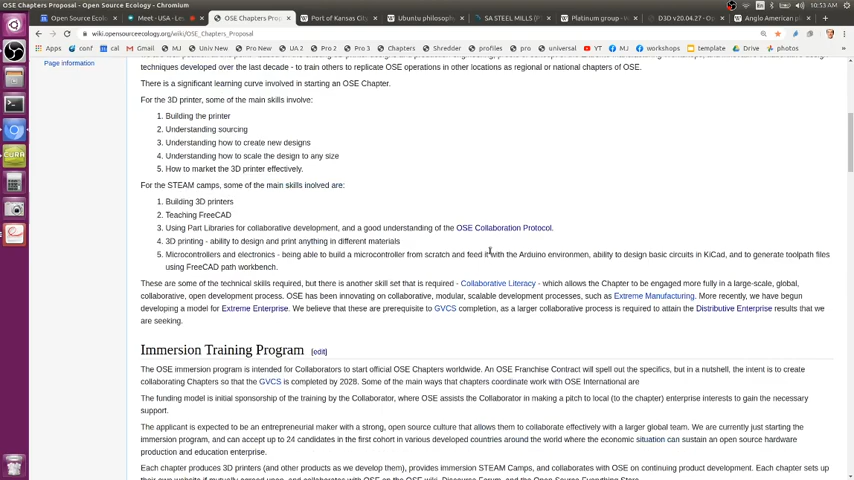 OSE Chapters Proposal - Open Source Ecology - Chromium
10:53 AM
Open Source Ecolo
Meet - USA - Le
OSE Chapters Propo
Port of Kansas City
Ubuntu philosophy
SA STEEL MILLS (P
Platinum group - W
D3D v20.04.27 - Op
Anglo American p
wiki.opensourceecology.org/wiki/OSE_Chapters_Proposal
Apps conf cal Gmail MJ Univ New Pro New UA 2 Pro 2 Pro 3 Chapters Shredder profiles pro universal YT MJ workshops template Drive photos
Page information
techniques developed over the last decade - to train others to replicate OSE operations in other locations as regional or national chapters of OSE.
There is a significant learning curve involved in starting an OSE Chapter.
For the 3D printer, some of the main skills involve:
1. Building the printer
2. Understanding sourcing
3. Understanding how to create new designs
4. Understanding how to scale the design to any size
5. How to market the 3D printer effectively.
For the STEAM camps, some of the main skills inolved are:
1. Building 3D printers
2. Teaching FreeCAD
3. Using Part Libraries for collaborative development, and a good understanding of the OSE Collaboration Protocol.
4. 3D printing - ability to design and print anything in different materials
5. Microcontrollers and electronics - being able to build a microcontroller from scratch and feed it with the Arduino environmen, ability to design basic circuits in KiCad, and to generate toolpath files
using FreeCAD path workbench.
These are some of the technical skills required, but there is another skill set that is required - Collaborative Literacy - which allows the Chapter to be engaged more fully in a large-scale, global,
collaborative, open development process. OSE has been innovating on collaborative, modular, scalable development processes, such as Extreme Manufacturing. More recently, we have begun
developing a model for Extreme Enterprise. We believe that these are prerequisite to GVCS completion, as a larger collaborative process is required to attain the Distributive Enterprise results that we
are seeking.
Immersion Training Program [edit]
The OSE immersion program is intended for Collaborators to start official OSE Chapters worldwide. An OSE Franchise Contract will spell out the specifics, but in a nutshell, the intent is to create
collaborating Chapters so that the GVCS is completed by 2028. Some of the main ways that chapters coordinate work with OSE International are
The funding model is initial sponsorship of the training by the Collaborator, where OSE assists the Collaborator in making a pitch to local (to the chapter) enterprise interests to gain the necessary
support.
The applicant is expected to be an entrepreneurial maker with a strong, open source culture that allows them to collaborate effectively with a larger global team. We are currently just starting the
immersion program, and can accept up to 24 candidates in the first cohort in various developed countries around the world where the economic situation can sustain an open source hardware
production and education enterprise.
Each chapter produces 3D printers (and other products as we develop them), provides immersion STEAM Camps, and collaborates with OSE on continuing product development. Each chapter sets up